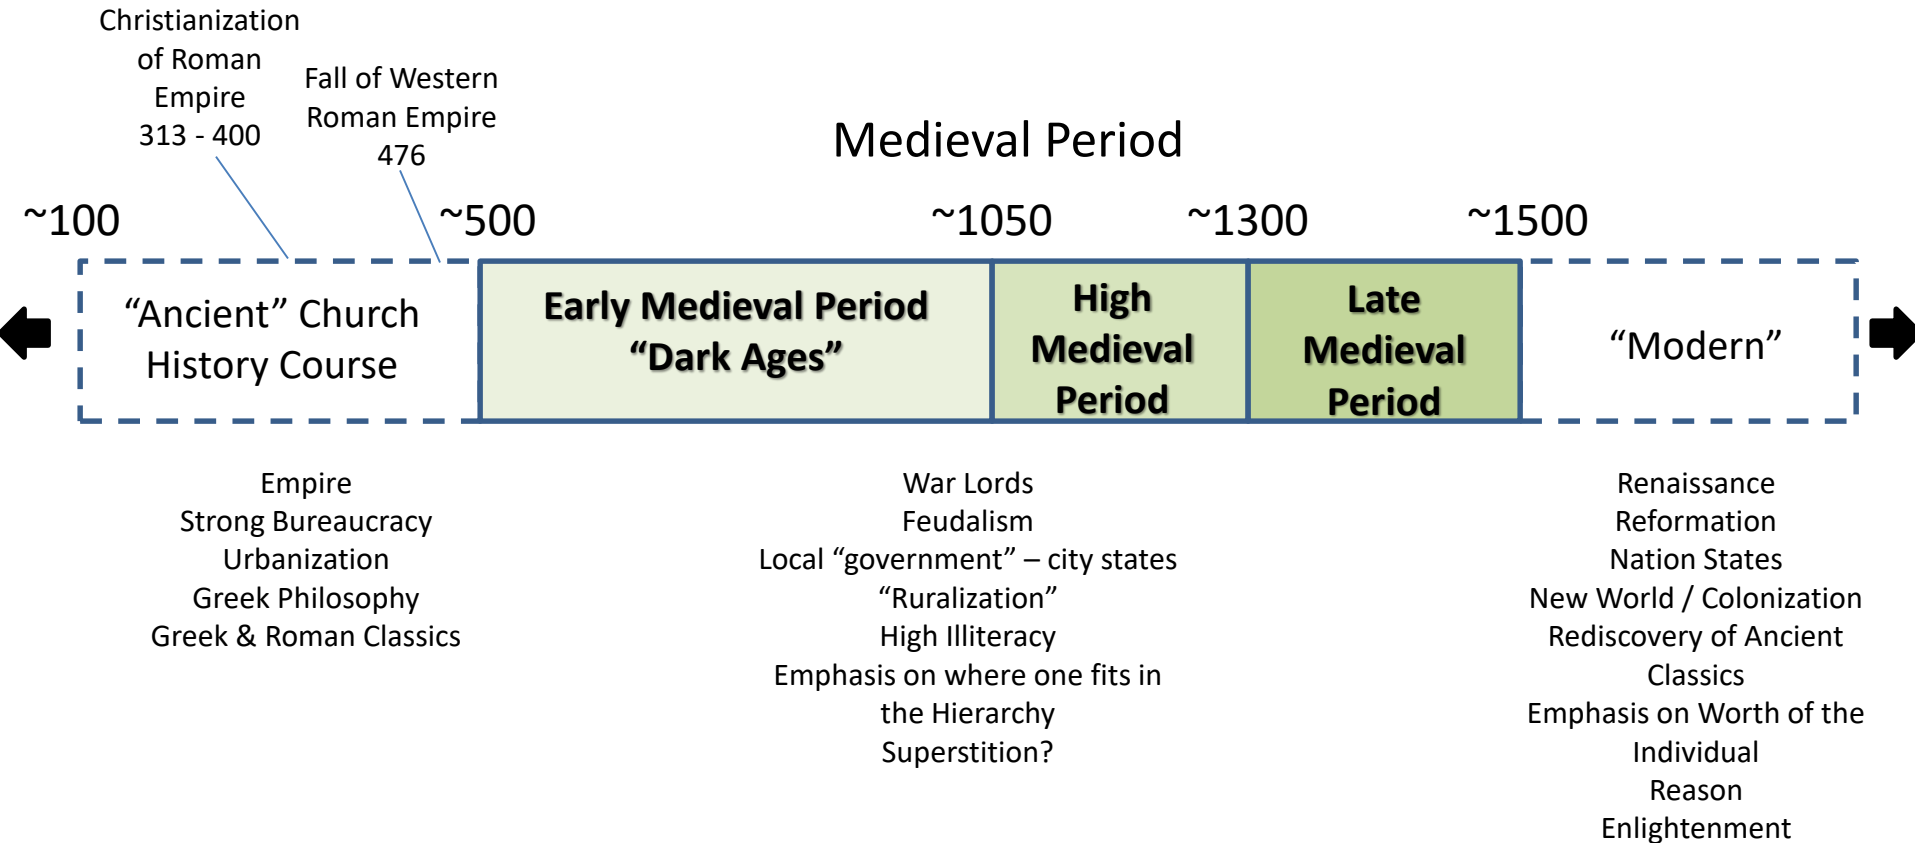 Christianization
of Roman
Empire
313 - 400
Fall of Western
Roman Empire
476
Medieval Period
~100
~500
~1050
~1300
~1500
“Ancient” Church
History Course
Early Medieval Period
“Dark Ages”
High
Medieval
Period
Late
Medieval
Period
“Modern”
Empire
Strong Bureaucracy
Urbanization
Greek Philosophy
Greek & Roman Classics
War Lords
Feudalism
Local “government” – city states
“Ruralization”
High Illiteracy
Emphasis on where one fits in
the Hierarchy
Superstition?
Renaissance
Reformation
Nation States
New World / Colonization
Rediscovery of Ancient
Classics
Emphasis on Worth of the
Individual
Reason
Enlightenment